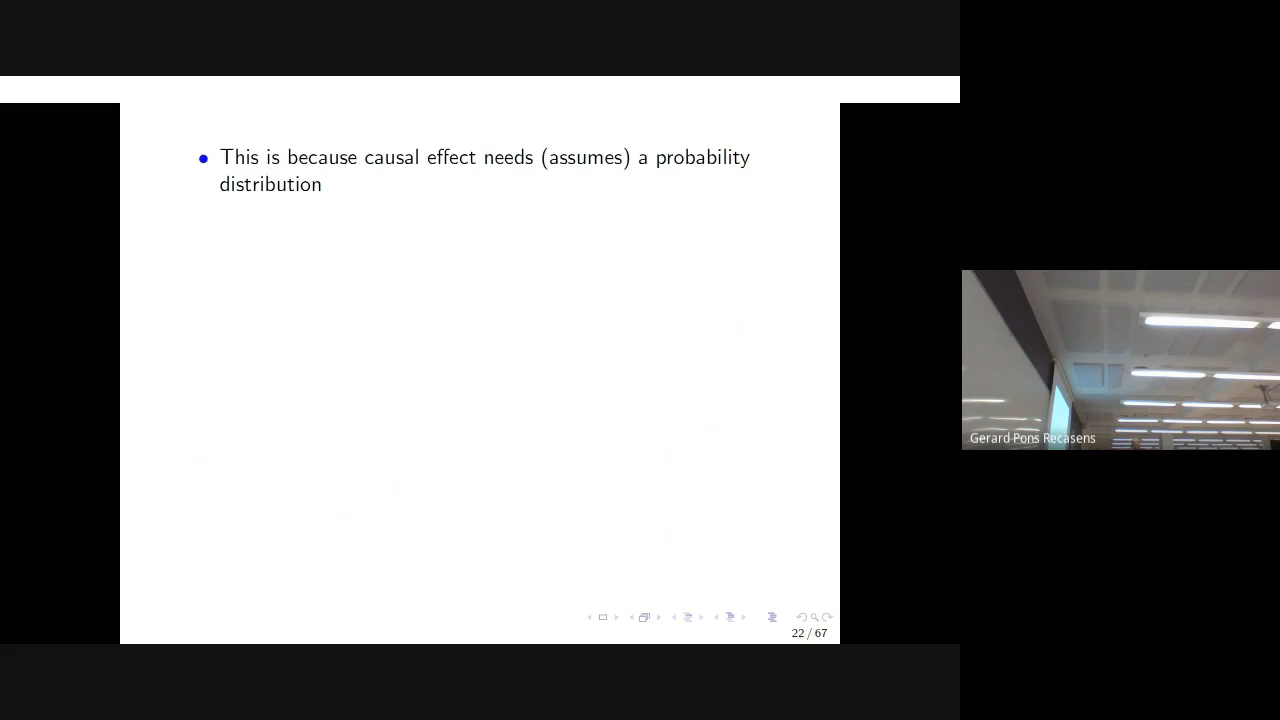 This is because causal effect needs (assumes) a probability
distribution
22 / 67
Gerard Pons Recasens